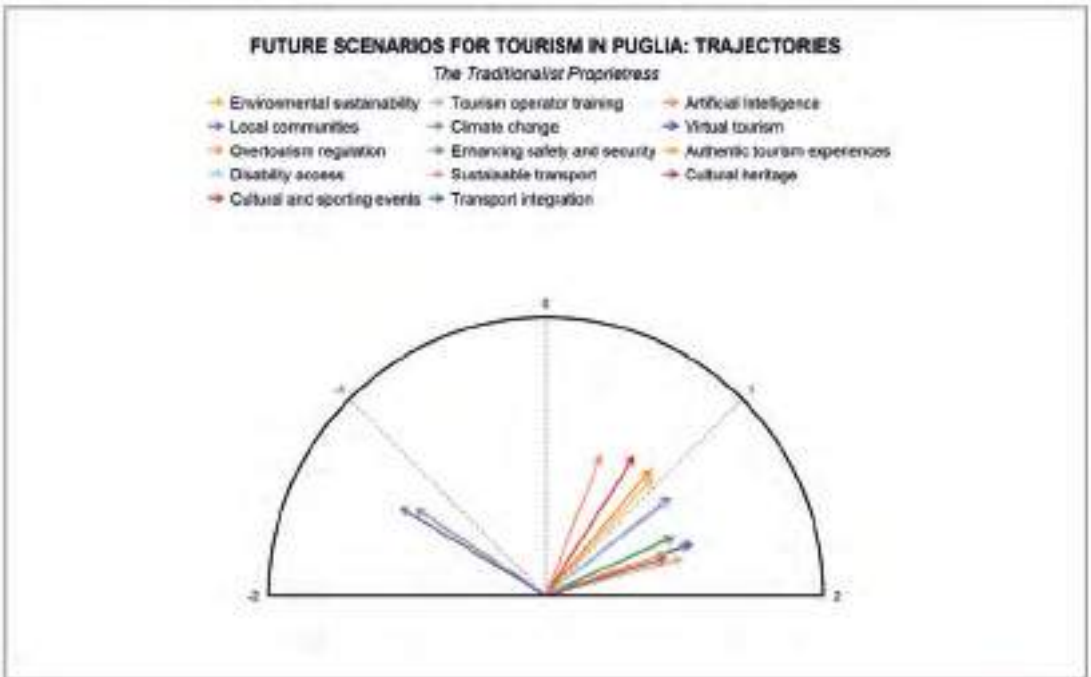 FUTURE SCENARIOS FOR TOURISM IN PUGLIA: TRAJECTORIES
The Traditionalist Proprietress
Environmental sustainability Tourism operator training Artificial Intelligence
Local communities Climate change Virtual tourism
Overtourism regulation Enhancing safety and security Authentic tourism experiences
Disability access Sustainable transport Cultural heritage
Cultural and sporting events Transport integration
0
-1 1
-2 2